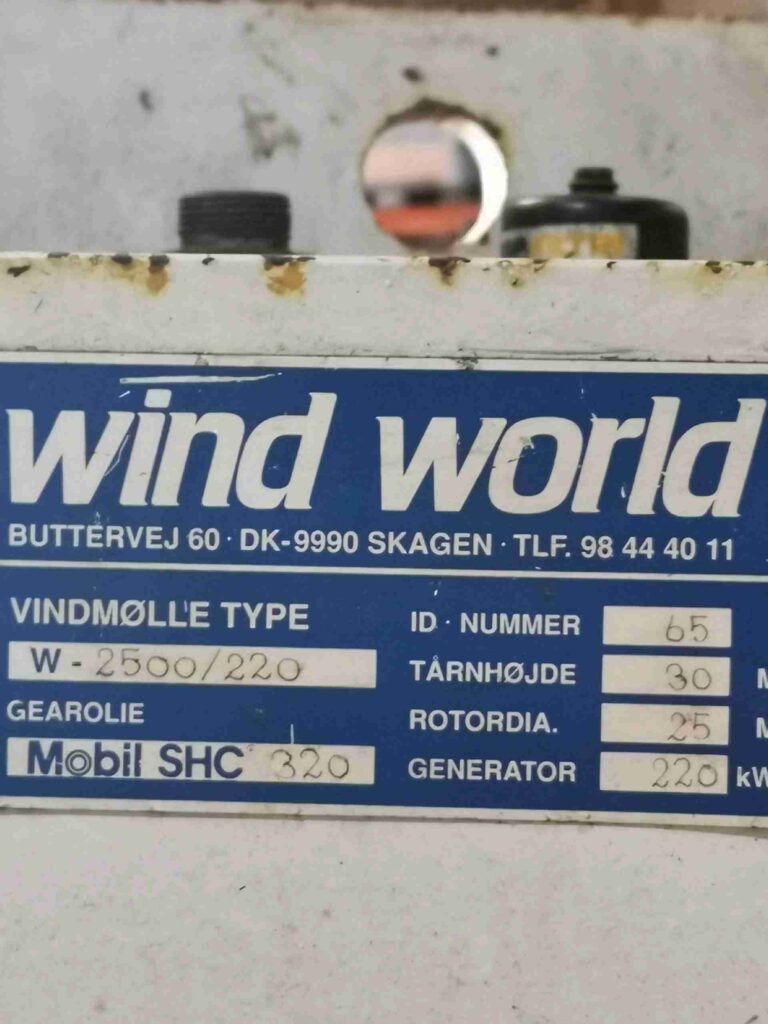 wind world
BUTTERVEJ 60 · DK-9990 SKAGEN · TLF. 98 44 40 11
VINDMØLLE TYPE
W - 2500/220
GEAROLIE
Mobil SHC 320
ID · NUMMER 65
TÅRNHØJDE 30 M
ROTORDIA. 25 M
GENERATOR 220 kW